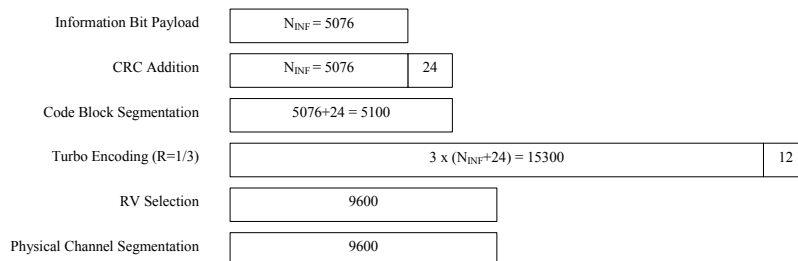 Information Bit Payload N_INF = 5076
CRC Addition N_INF = 5076 24
Code Block Segmentation 5076+24 = 5100
Turbo Encoding (R=1/3) 3 x (N_INF+24) = 15300 12
RV Selection 9600
Physical Channel Segmentation 9600